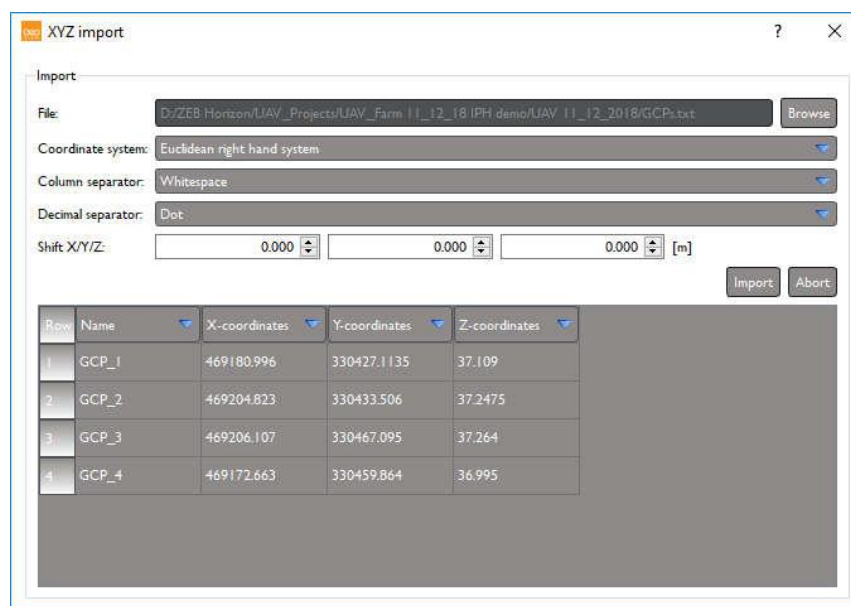 XYZ import ?
Import
File: D:/ZEB Horizon/UAV_Projects/UAV_Farm 11_12_18 IPH demo/UAV 11_12_2018/GCPs.txt Browse
Coordinate system: Euclidean right hand system
Column separator: Whitespace
Decimal separator: Dot
Shift X/Y/Z: 0.000 0.000 0.000 [m]
Import Abort
Row Name X-coordinates Y-coordinates Z-coordinates
1 GCP_1 469180.996 330427.1135 37.109
2 GCP_2 469204.823 330433.506 37.2475
3 GCP_3 469206.107 330467.095 37.264
4 GCP_4 469172.663 330459.864 36.995